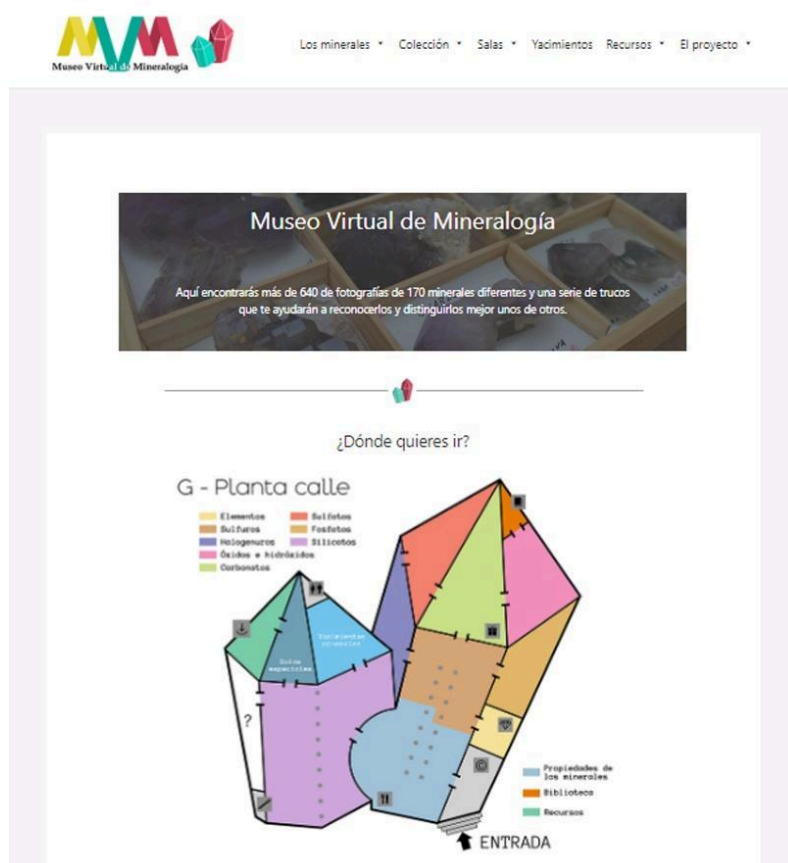 MVM
Museo Virtual de Mineralogía
Los minerales
Colección
Salas
Yacimientos
Recursos
El proyecto
Museo Virtual de Mineralogía
Aquí encontrarás más de 640 de fotografías de 170 minerales diferentes y una serie de trucos
que te ayudarán a reconocerlos y distinguirlos mejor unos de otros.
¿Dónde quieres ir?
G - Planta calle
Elementos
Sulfuros
Halogenuros
Óxidos e hidróxidos
Carbonatos
Sulfatos
Fosfatos
Silicatos
Yacimientos
minerales
Salas
especiales
?
Propiedades de
los minerales
Biblioteca
Recursos
ENTRADA